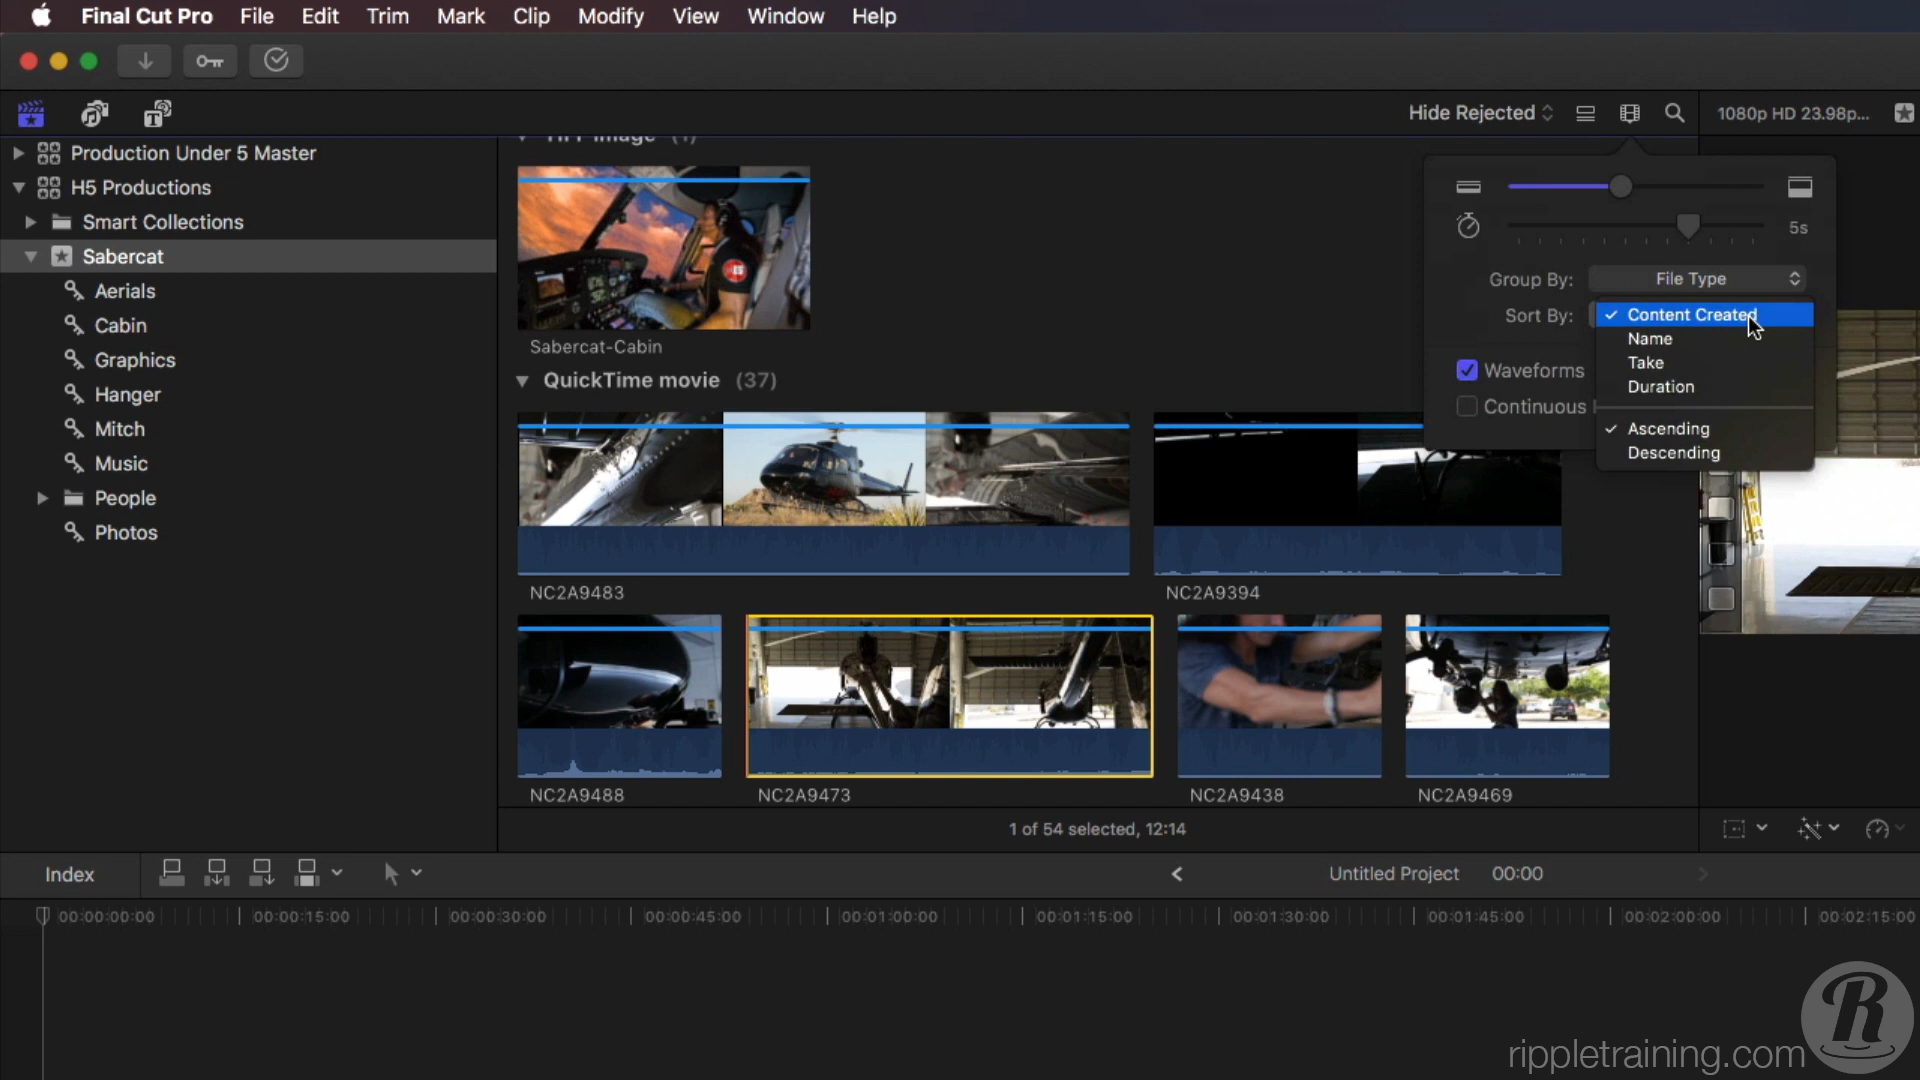 Final Cut Pro File Edit Trim Mark Clip Modify View Window Help
Hide Rejected
1080p HD 23.98p...
Production Under 5 Master
H5 Productions
Smart Collections
Sabercat
Aerials
Cabin
Graphics
Hanger
Mitch
Music
People
Photos
TIFF image (1)
Sabercat-Cabin
QuickTime movie (37)
NC2A9483
NC2A9394
NC2A9488
NC2A9473
NC2A9438
NC2A9469
1 of 54 selected, 12:14
5s
Group By: File Type
Sort By:
Content Created
Name
Take
Duration
Ascending
Descending
Waveforms
Continuous
Index
Untitled Project 00:00
00:00:00:00 00:00:15:00 00:00:30:00 00:00:45:00 00:01:00:00 00:01:15:00 00:01:30:00 00:01:45:00 00:02:00:00 00:02:15:00
R
rippletraining.com